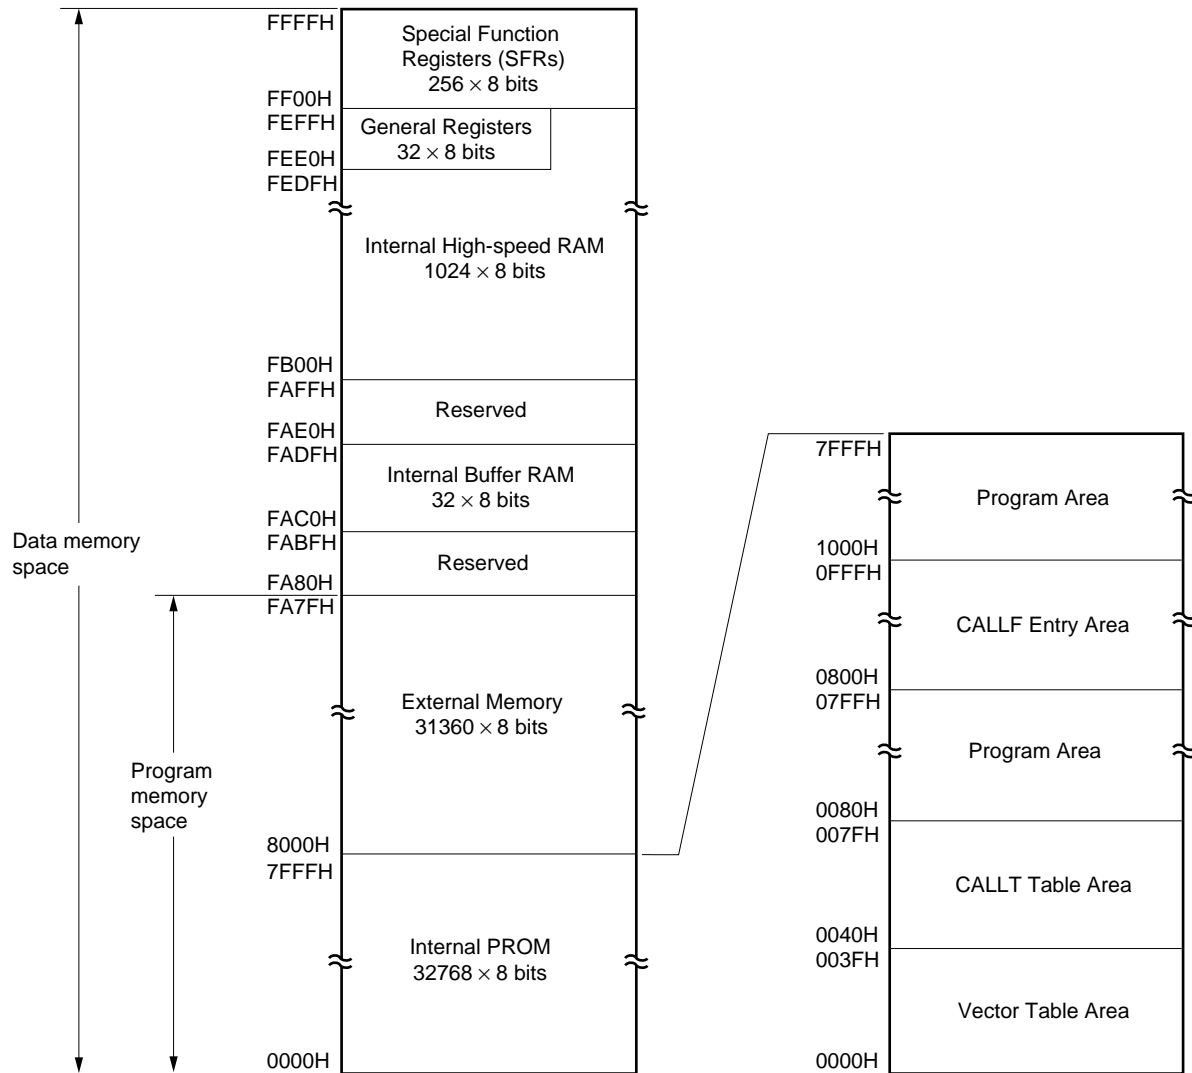 FFFFH
Special Function
Registers (SFRs)
256 × 8 bits
FF00H
FEFFH
General Registers
32 × 8 bits
FEE0H
FEDFH
Internal High-speed RAM
1024 × 8 bits
FB00H
FAFFH
Reserved
FAE0H
FADFH
Internal Buffer RAM
32 × 8 bits
FAC0H
FABFH
Reserved
FA80H
FA7FH
Data memory
space
External Memory
31360 × 8 bits
Program
memory
space
8000H
7FFFH
Internal PROM
32768 × 8 bits
0000H
7FFFH
Program Area
1000H
0FFFH
CALLF Entry Area
0800H
07FFH
Program Area
0080H
007FH
CALLT Table Area
0040H
003FH
Vector Table Area
0000H